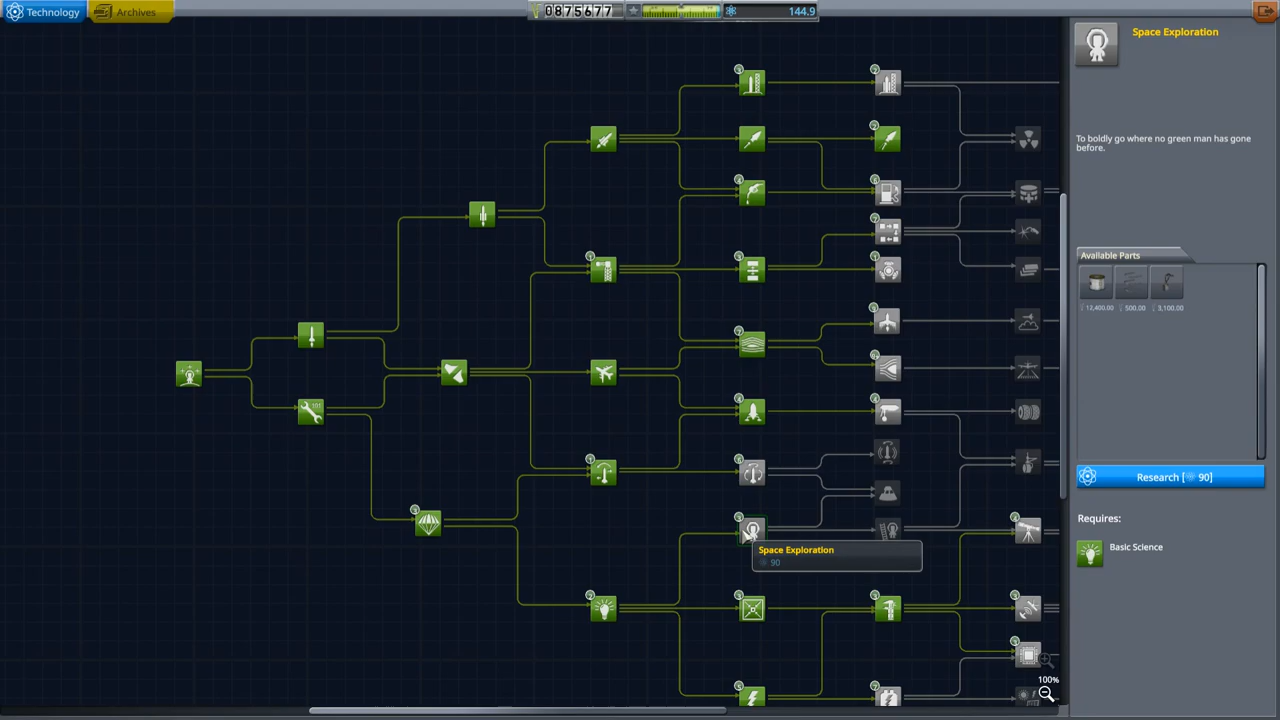 Technology
Archives
0875677
144.9
Space Exploration
To boldly go where no green man has gone
before.
Available Parts
13,400.00
500.00
3,100.00
Research [ 90]
Requires:
Basic Science
Space Exploration
90
100%